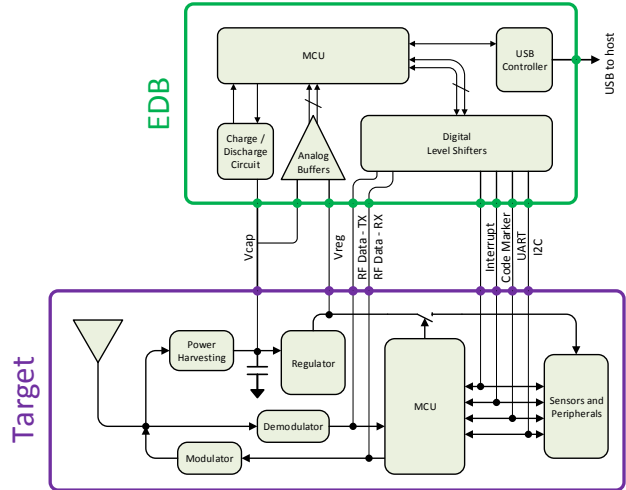 EDB
MCU
USB
Controller
USB to host
Charge /
Discharge
Circuit
Analog
Buffers
Digital
Level Shifters
Vcap
Vreg
RF Data - TX
RF Data - RX
Interrupt
Code Marker
UART
I2C
Target
Power
Harvesting
Regulator
MCU
Sensors and
Peripherals
Demodulator
Modulator